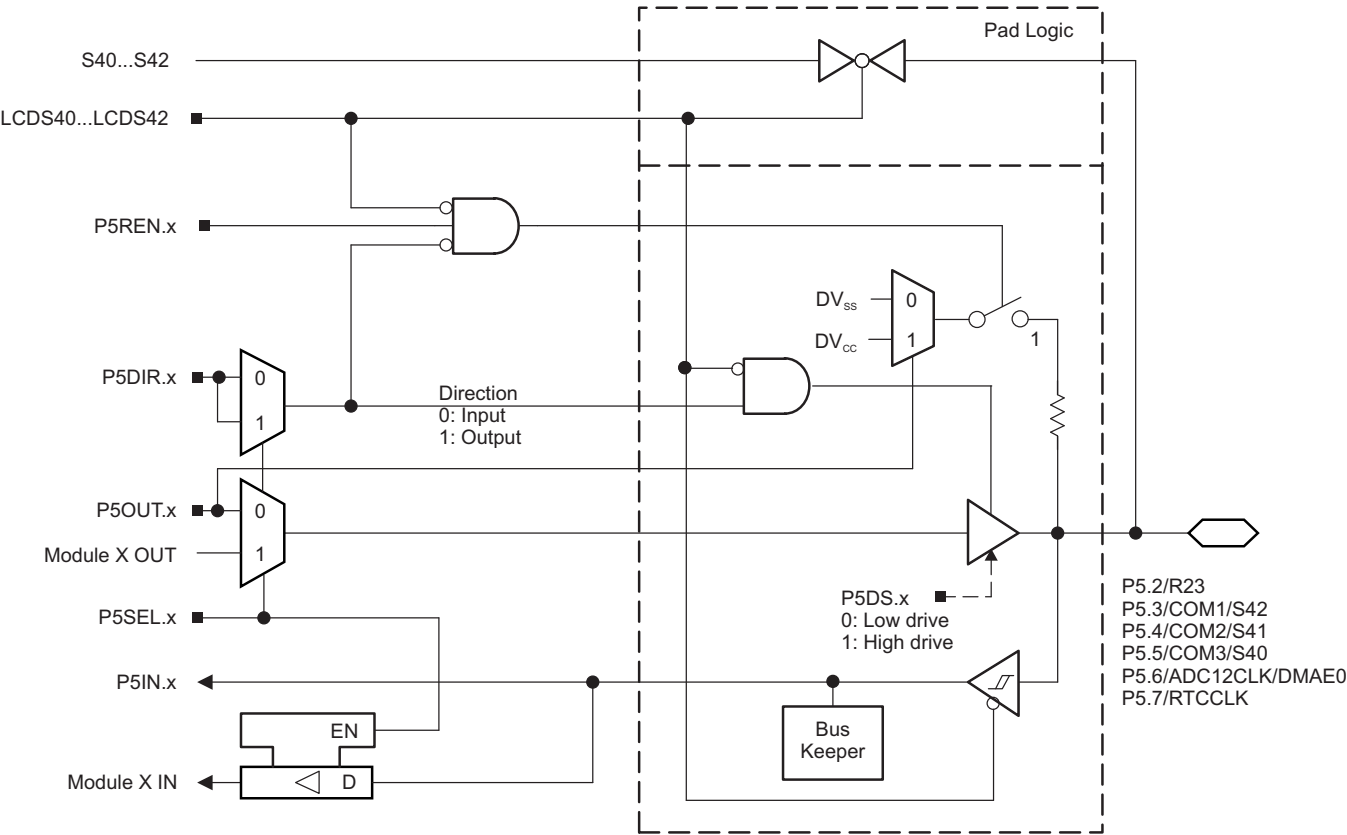 Pad Logic
S40...S42
LCDS40...LCDS42
P5REN.x
DVSS
0
DVCC
1
1
P5DIR.x
0
1
Direction
0: Input
1: Output
P5OUT.x
0
Module X OUT
1
P5DS.x
0: Low drive
1: High drive
P5SEL.x
P5.2/R23
P5.3/COM1/S42
P5.4/COM2/S41
P5.5/COM3/S40
P5.6/ADC12CLK/DMAE0
P5.7/RTCCLK
P5IN.x
EN
Bus
Keeper
Module X IN
D